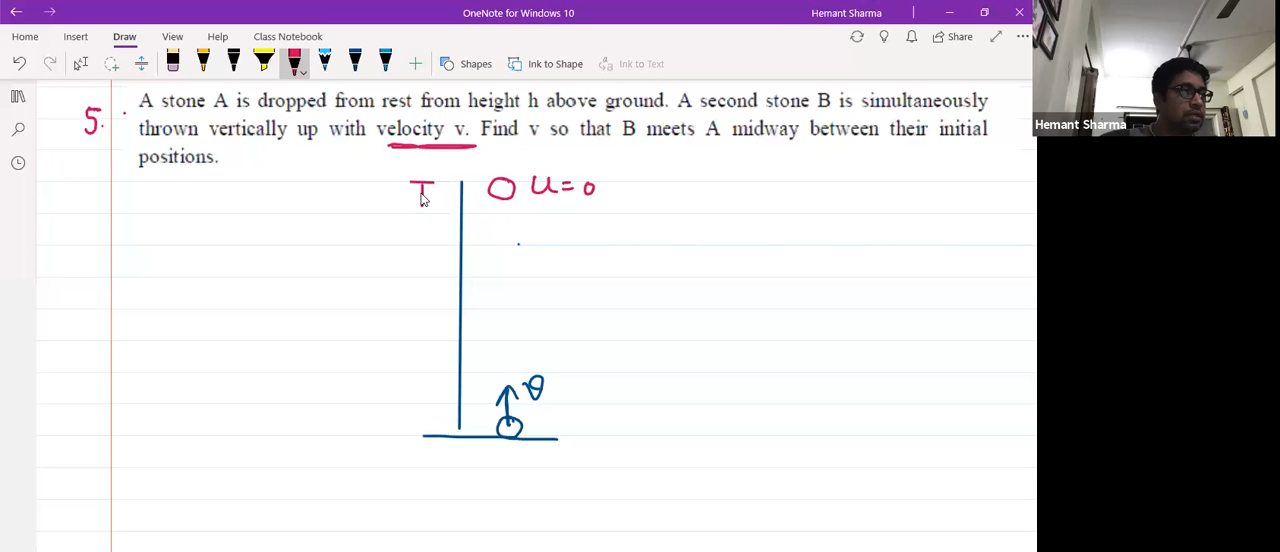 OneNote for Windows 10
Hemant Sharma
Home Insert Draw View Help Class Notebook
Share
Shapes Ink to Shape Ink to Text
5.
A stone A is dropped from rest from height h above ground. A second stone B is simultaneously
thrown vertically up with velocity v. Find v so that B meets A midway between their initial
positions.
u=0
v
Hemant Sharma